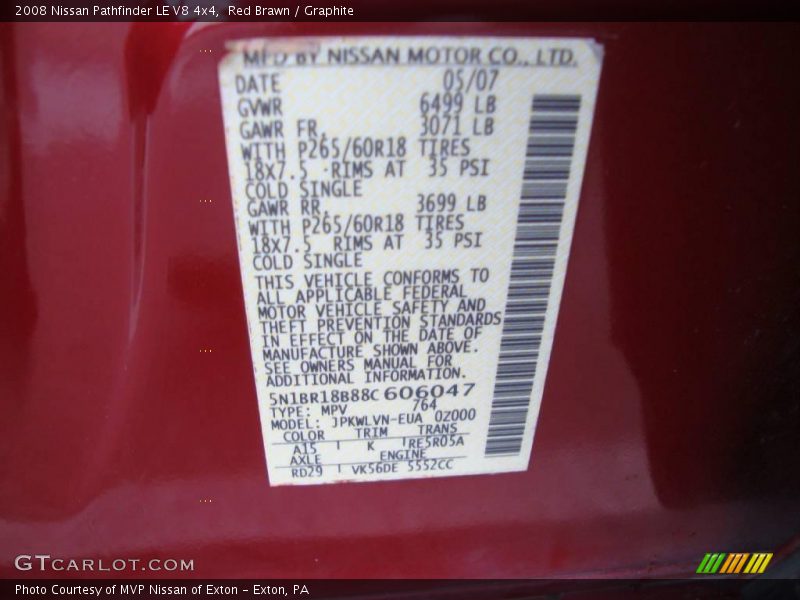 2008 Nissan Pathfinder LE V8 4x4, Red Brawn / Graphite
MFD BY NISSAN MOTOR CO., LTD.
DATE 05/07
GVWR 6499 LB
GAWR FR. 3071 LB
WITH P265/60R18 TIRES
18x7.5 RIMS AT 35 PSI
COLD SINGLE
GAWR RR. 3699 LB
WITH P265/60R18 TIRES
18x7.5 RIMS AT 35 PSI
COLD SINGLE
THIS VEHICLE CONFORMS TO
ALL APPLICABLE FEDERAL
MOTOR VEHICLE SAFETY AND
THEFT PREVENTION STANDARDS
IN EFFECT ON THE DATE OF
MANUFACTURE SHOWN ABOVE.
SEE OWNERS MANUAL FOR
ADDITIONAL INFORMATION.
5N1BR18B88C606047
TYPE: MPV 764
MODEL: JPKWLVN-EUA 0Z000
COLOR TRIM TRANS
A15 K RE5R05A
AXLE ENGINE
RD29 VK56DE 5552CC
GTCARLOT.COM
Photo Courtesy of MVP Nissan of Exton - Exton, PA